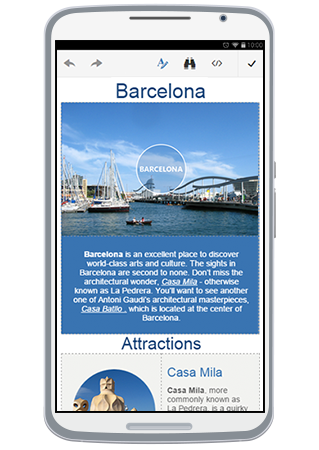 10:00
Barcelona
BARCELONA
Barcelona is an excellent place to discover
world-class arts and culture. The sights in
Barcelona are second to none. Don't miss the
architectural wonder, Casa Mila - otherwise
known as La Pedrera. You'll want to see another
one of Antoni Gaudi's architectural masterpieces,
Casa Batllo , which is located at the center of
Barcelona.
Attractions
Casa Mila
Casa Mila, more
commonly known as
La Pedrera, is a quirky